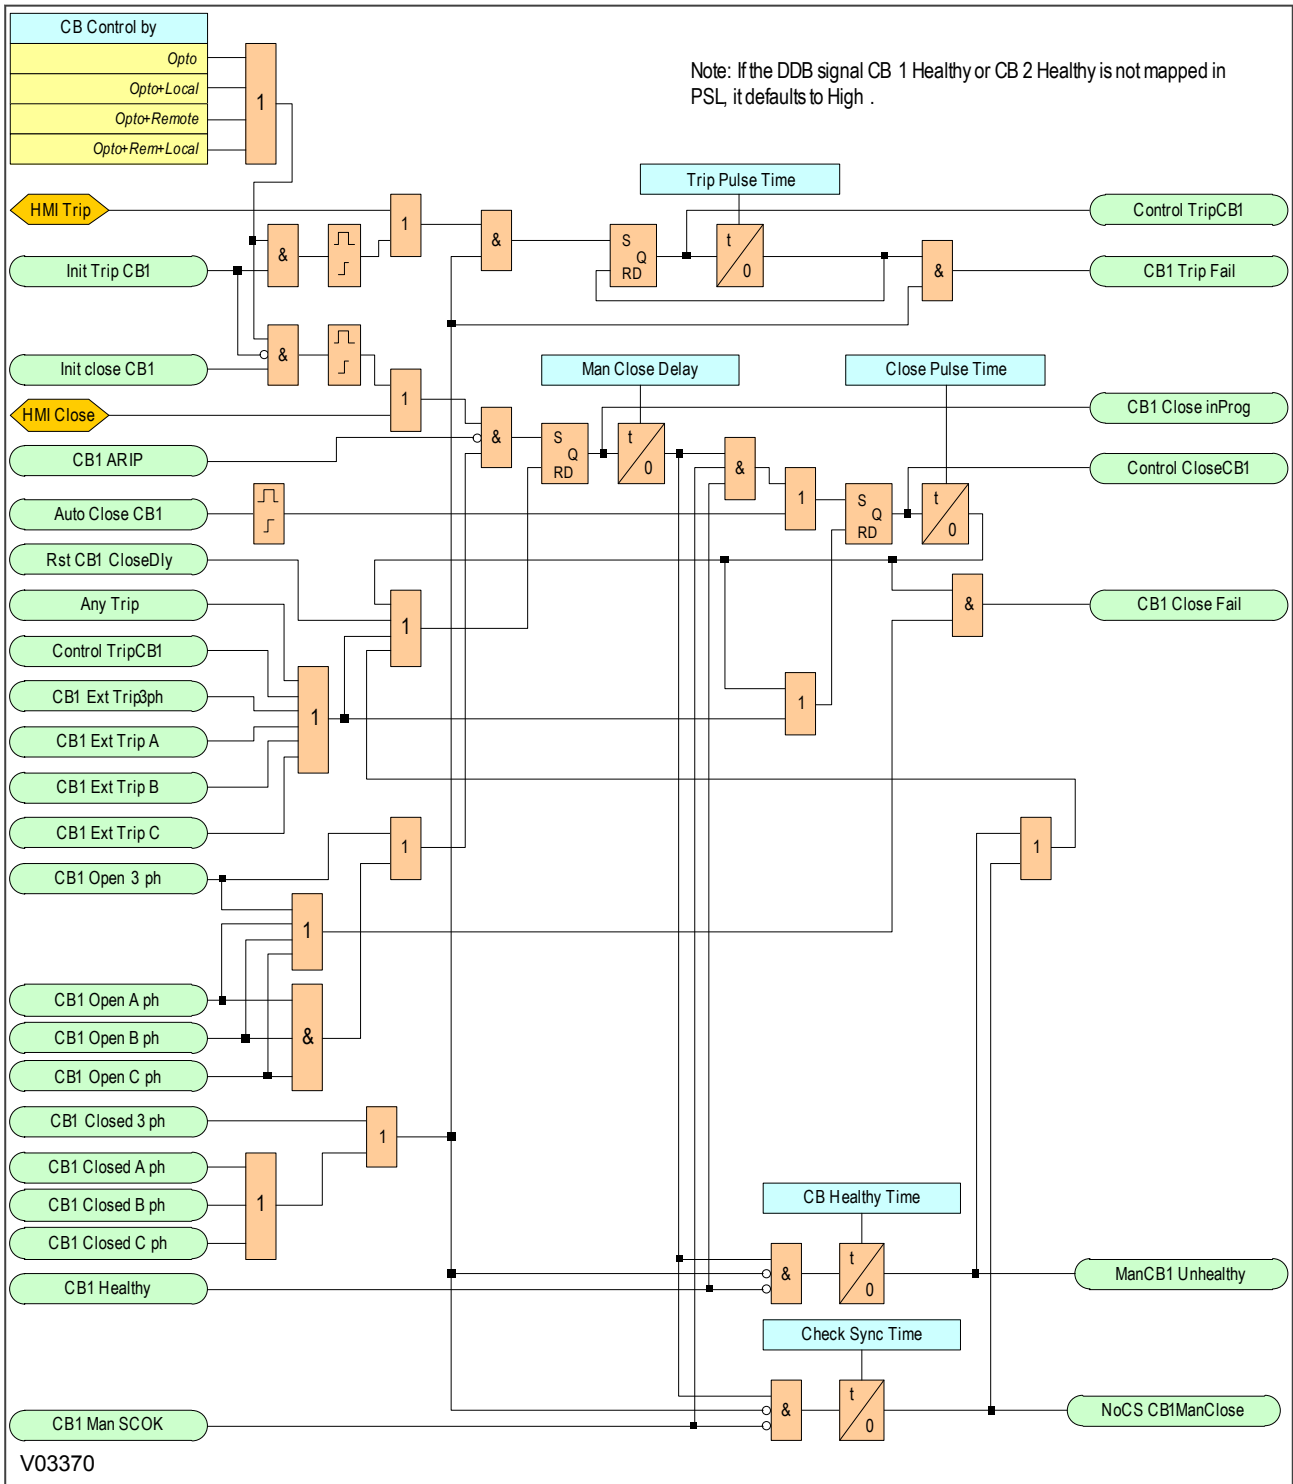 CB Control by
Opto
Opto+Local
Opto+Remote
Opto+Rem+Local
1
Note: If the DDB signal CB 1 Healthy or CB 2 Healthy is not mapped in
PSL, it defaults to High .
Trip Pulse Time
HMI Trip
1
&
S
Q
RD
t
0
Control TripCB1
Init Trip CB1
&
&
CB1 Trip Fail
Init close CB1
&
Man Close Delay
Close Pulse Time
HMI Close
1
&
S
Q
RD
t
0
CB1 Close inProg
CB1 ARIP
&
Control CloseCB1
Auto Close CB1
1
S
Q
RD
t
0
Rst CB1 CloseDly
Any Trip
1
&
CB1 Close Fail
Control TripCB1
CB1 Ext Trip3ph
1
1
CB1 Ext Trip A
CB1 Ext Trip B
CB1 Ext Trip C
1
1
CB1 Open 3 ph
1
CB1 Open A ph
CB1 Open B ph
&
CB1 Open C ph
CB1 Closed 3 ph
1
CB1 Closed A ph
CB1 Closed B ph
1
CB1 Closed C ph
CB Healthy Time
CB1 Healthy
&
t
0
ManCB1 Unhealthy
Check Sync Time
CB1 Man SCOK
&
t
0
NoCS CB1ManClose
V03370